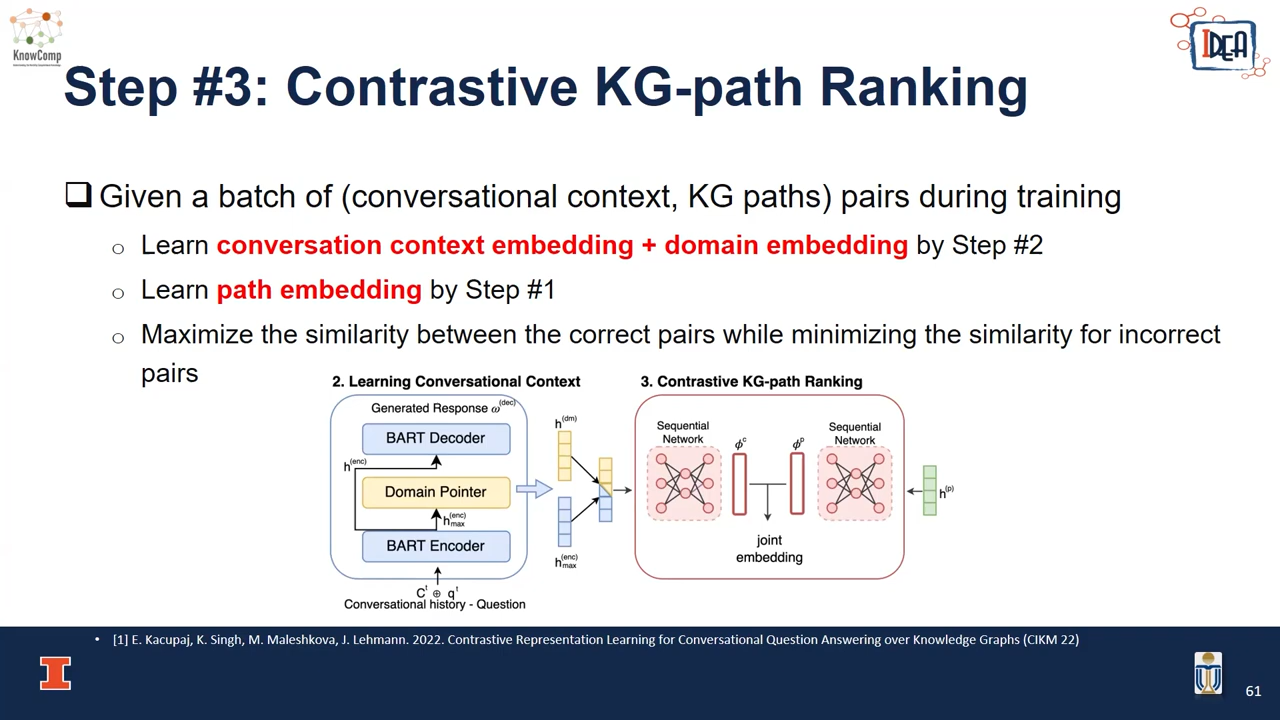 KnowComp
IDEA
Step #3: Contrastive KG-path Ranking
❑ Given a batch of (conversational context, KG paths) pairs during training
o Learn conversation context embedding + domain embedding by Step #2
o Learn path embedding by Step #1
o Maximize the similarity between the correct pairs while minimizing the similarity for incorrect
pairs
2. Learning Conversational Context
Generated Response ω(dec)
BART Decoder
h(enc)
Domain Pointer
h(enc)max
BART Encoder
Ct ⊕ qt
Conversational history - Question
h(dm)
h(enc)max
3. Contrastive KG-path Ranking
Sequential
Network
ϕc
ϕp
Sequential
Network
h(p)
joint
embedding
• [1] E. Kacupaj, K. Singh, M. Maleshkova, J. Lehmann. 2022. Contrastive Representation Learning for Conversational Question Answering over Knowledge Graphs (CIKM 22)
61